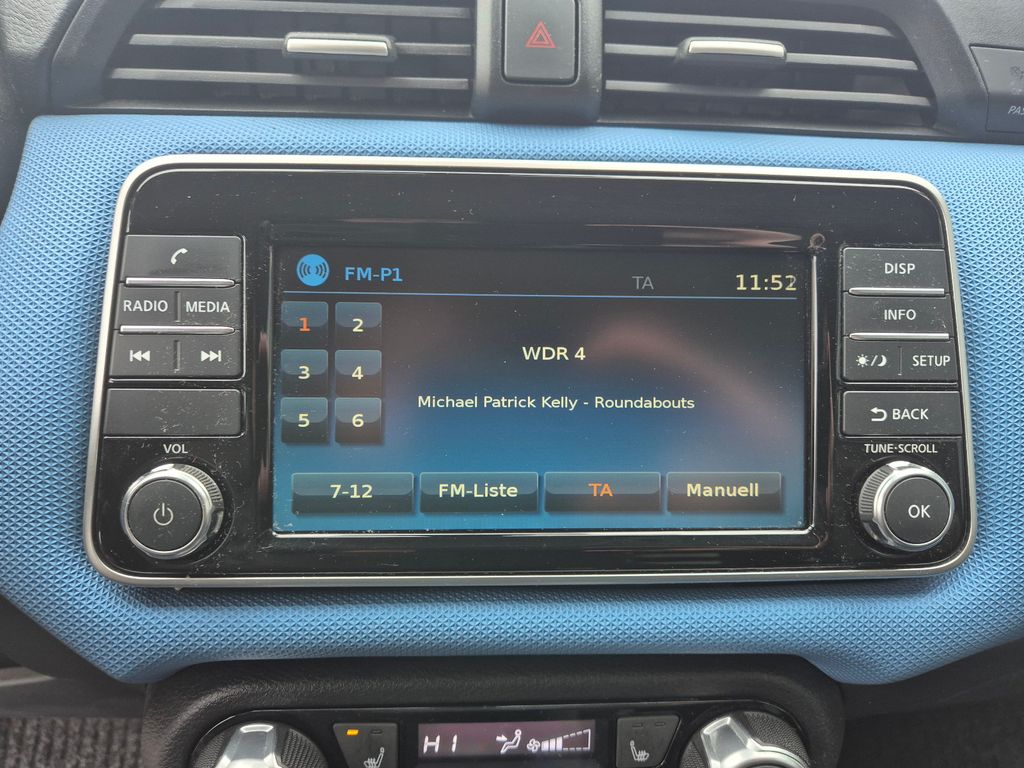 PA
FM-P1
TA
11:52
RADIO
MEDIA
1
2
3
4
5
6
WDR 4
Michael Patrick Kelly - Roundabouts
7-12
FM-Liste
TA
Manuell
VOL
DISP
INFO
SETUP
BACK
TUNE·SCROLL
OK
HI